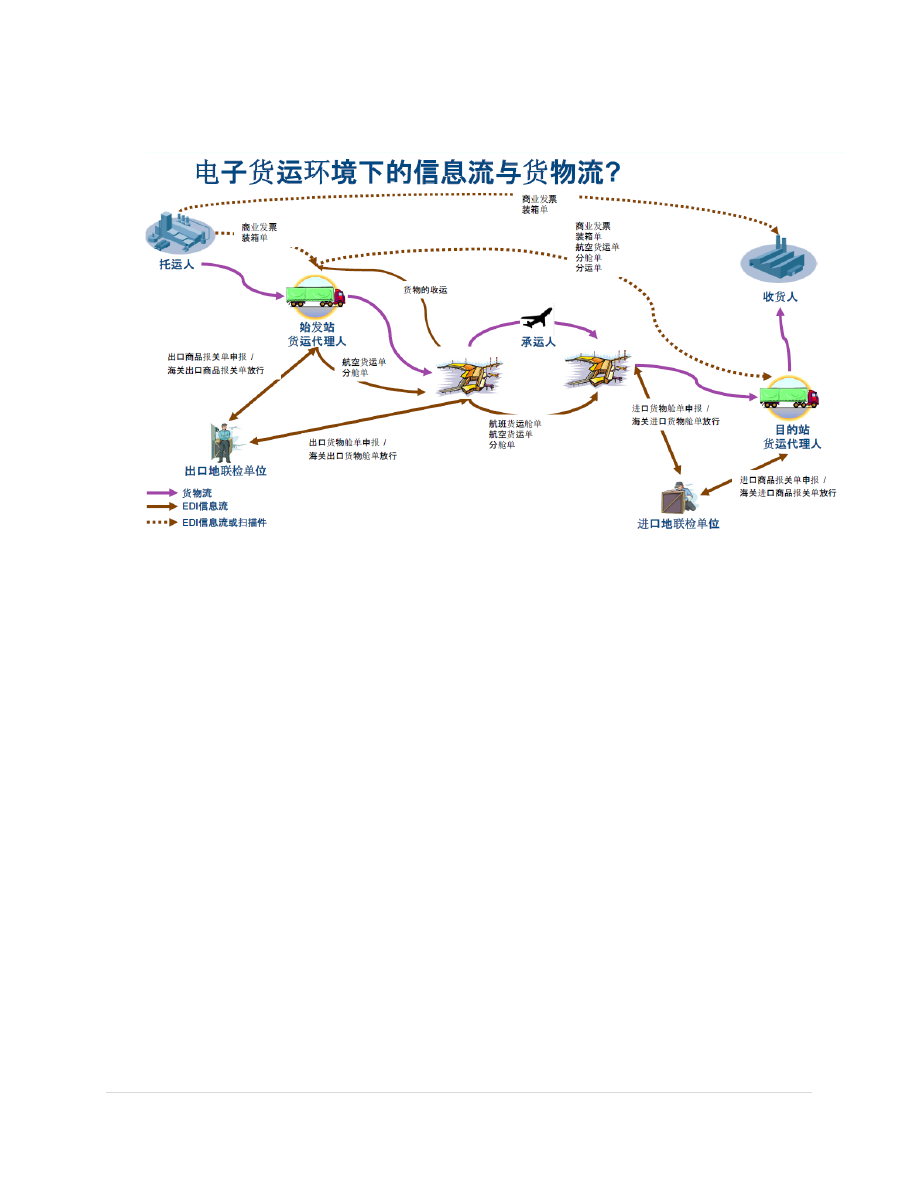 电子货运环境下的信息流与货物流?
商业发票
装箱单
商业发票
装箱单
商业发票
装箱单
航空货运单
分舱单
分运单
托运人
收货人
货物的收运
始发站
货运代理人
承运人
出口商品报关单申报 /
海关出口商品报关单放行
航空货运单
分舱单
进口货物舱单申报 /
海关进口货物舱单放行
航班货运舱单
航空货运单
分舱单
目的站
货运代理人
出口货物舱单申报 /
海关出口货物舱单放行
出口地联检单位
进口商品报关单申报 /
海关进口商品报关单放行
进口地联检单位
货物流
EDI信息流
EDI信息流或扫描件